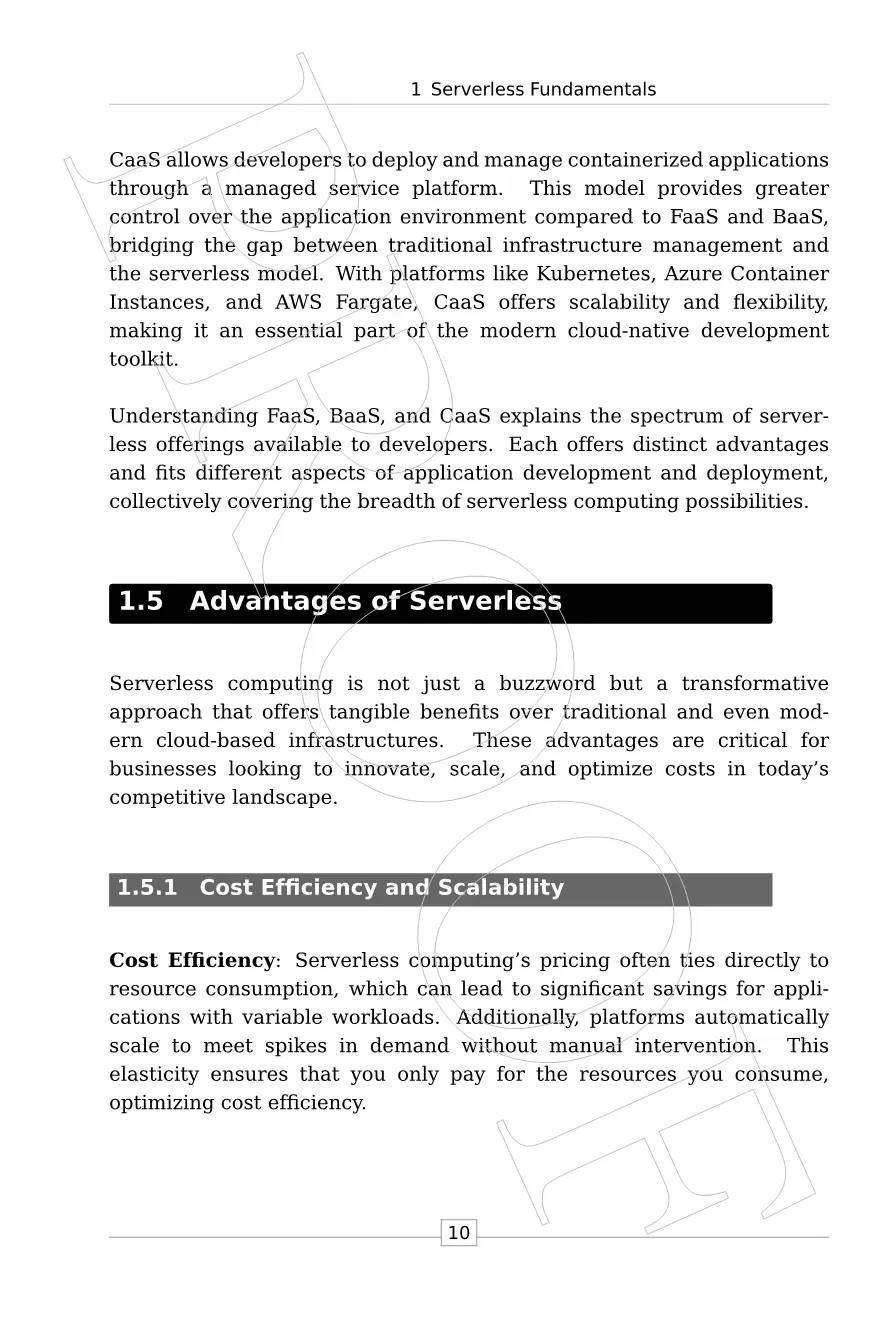 1 Serverless Fundamentals
CaaS allows developers to deploy and manage containerized applications
through a managed service platform. This model provides greater
control over the application environment compared to FaaS and BaaS,
bridging the gap between traditional infrastructure management and
the serverless model. With platforms like Kubernetes, Azure Container
Instances, and AWS Fargate, CaaS offers scalability and flexibility,
making it an essential part of the modern cloud-native development
toolkit.
Understanding FaaS, BaaS, and CaaS explains the spectrum of server-
less offerings available to developers. Each offers distinct advantages
and fits different aspects of application development and deployment,
collectively covering the breadth of serverless computing possibilities.
1.5 Advantages of Serverless
Serverless computing is not just a buzzword but a transformative
approach that offers tangible benefits over traditional and even mod-
ern cloud-based infrastructures. These advantages are critical for
businesses looking to innovate, scale, and optimize costs in today’s
competitive landscape.
1.5.1 Cost Efficiency and Scalability
Cost Efficiency: Serverless computing’s pricing often ties directly to
resource consumption, which can lead to significant savings for appli-
cations with variable workloads. Additionally, platforms automatically
scale to meet spikes in demand without manual intervention. This
elasticity ensures that you only pay for the resources you consume,
optimizing cost efficiency.
10
PROOF